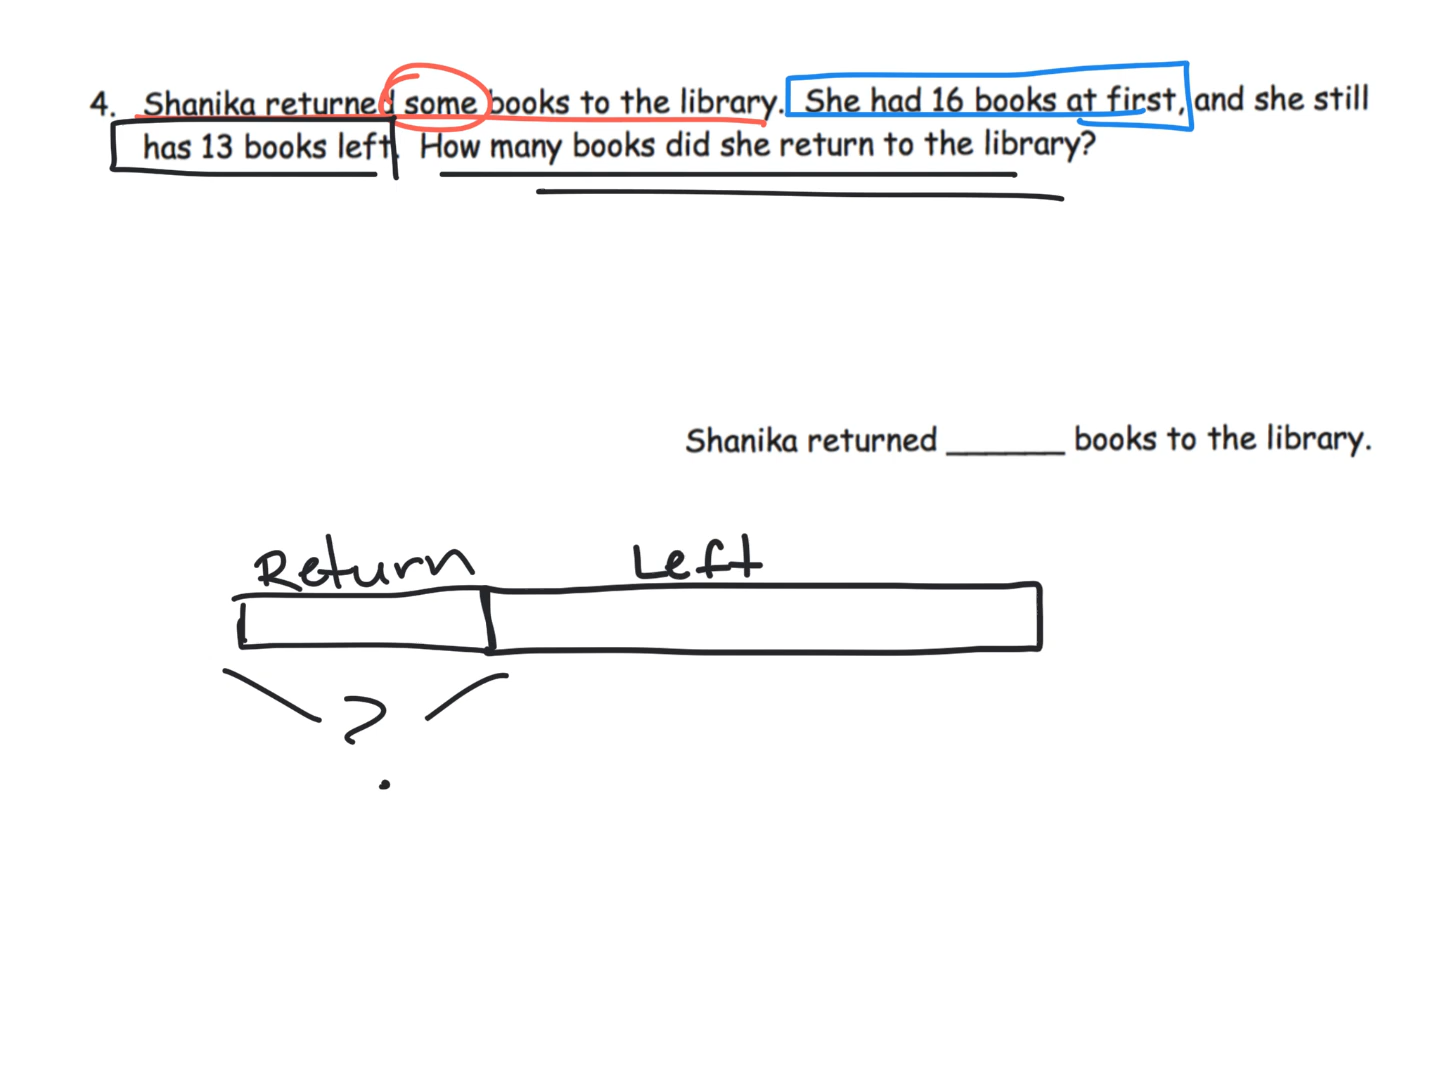 4. Shanika returned some books to the library. She had 16 books at first, and she still
has 13 books left. How many books did she return to the library?
Shanika returned ______ books to the library.
Return Left
?